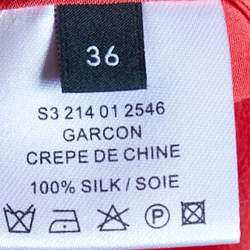 36
S3 214 01 2546
GARCON
CREPE DE CHINE
100% SILK / SOIE
P